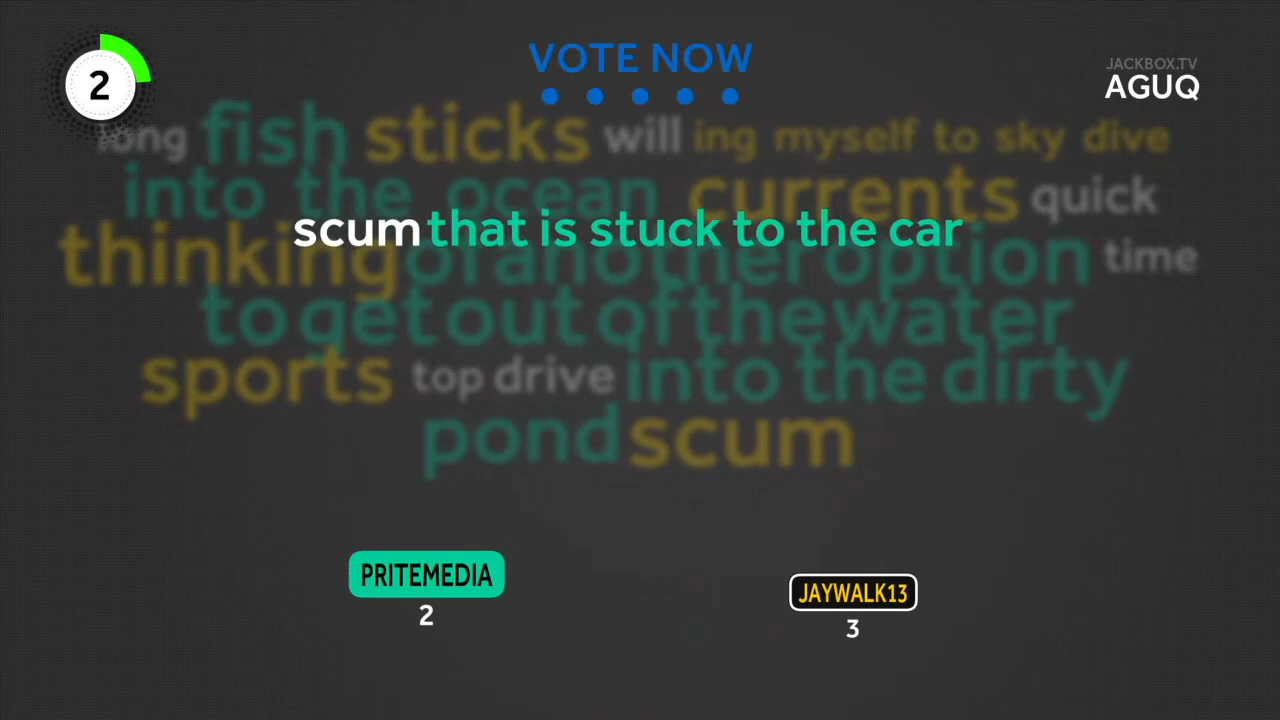 2
VOTE NOW
JACKBOX.TV
AGUQ
long fish sticks will ing myself to sky dive
into the ocean currents quick
scum that is stuck to the car
thinking of another option time
to get out of the water
sports top drive into the dirty
pond scum
PRITEMEDIA
2
JAYWALK13
3